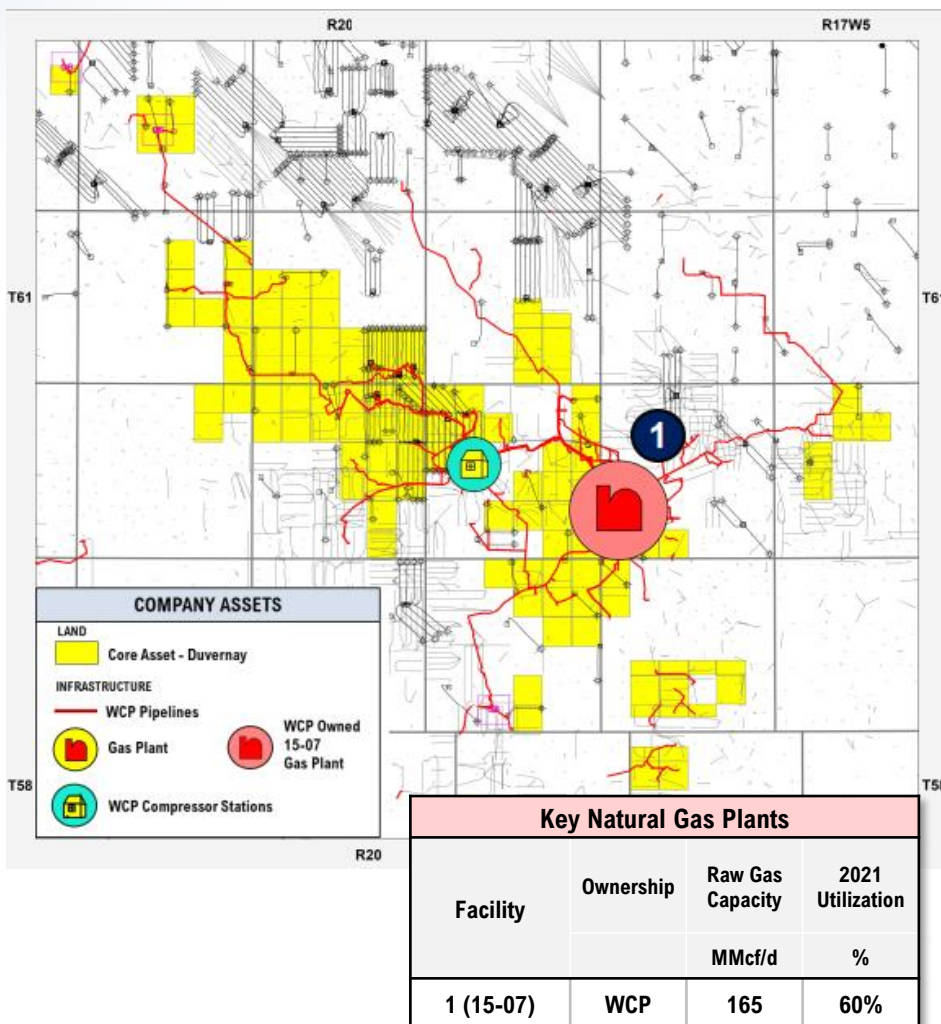 R20
R17W5
T61
T61
1
COMPANY ASSETS
LAND
Core Asset - Duvernay
INFRASTRUCTURE
WCP Pipelines
Gas Plant
WCP Owned
15-07
Gas Plant
WCP Compressor Stations
T58
T58
R20
Key Natural Gas Plants
Facility
Ownership
Raw Gas
Capacity
2021
Utilization
MMcf/d
%
1 (15-07)
WCP
165
60%